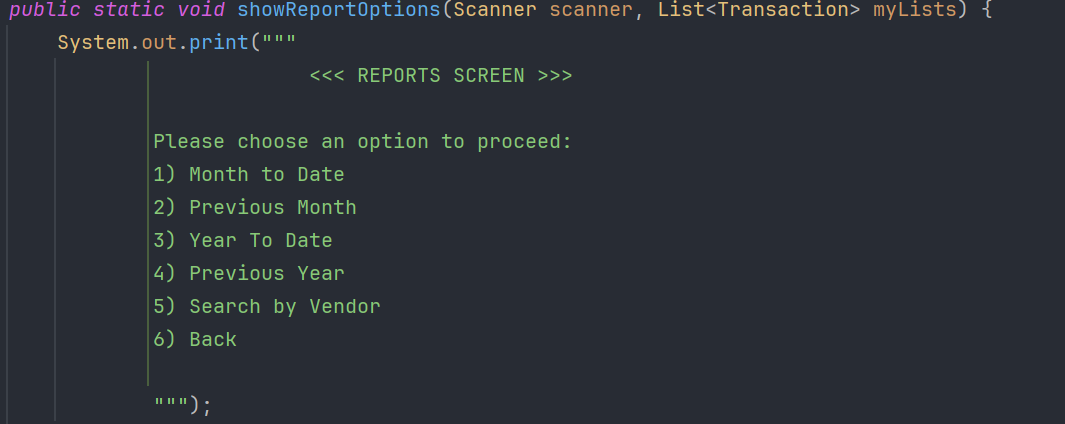 public static void showReportOptions(Scanner scanner, List<Transaction> myLists) {
System.out.print("""
<<< REPORTS SCREEN >>>
Please choose an option to proceed:
1) Month to Date
2) Previous Month
3) Year To Date
4) Previous Year
5) Search by Vendor
6) Back
""");